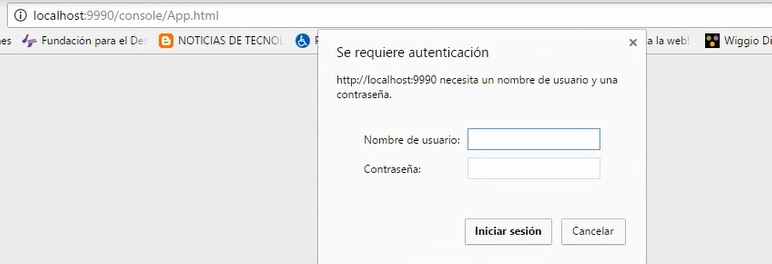 localhost:9990/console/App.html
nes Fundación para el Des NOTICIAS DE TECNOL a la web! Wiggio Di
Se requiere autenticación
http://localhost:9990 necesita un nombre de usuario y una
contraseña.
Nombre de usuario:
Contraseña:
Iniciar sesión Cancelar